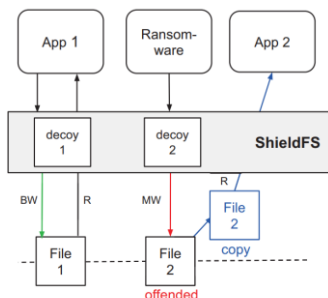 App 1
Ransom-
ware
App 2
decoy
1
decoy
2
ShieldFS
BW
R
MW
R
File
2
copy
File
1
File
2
offended